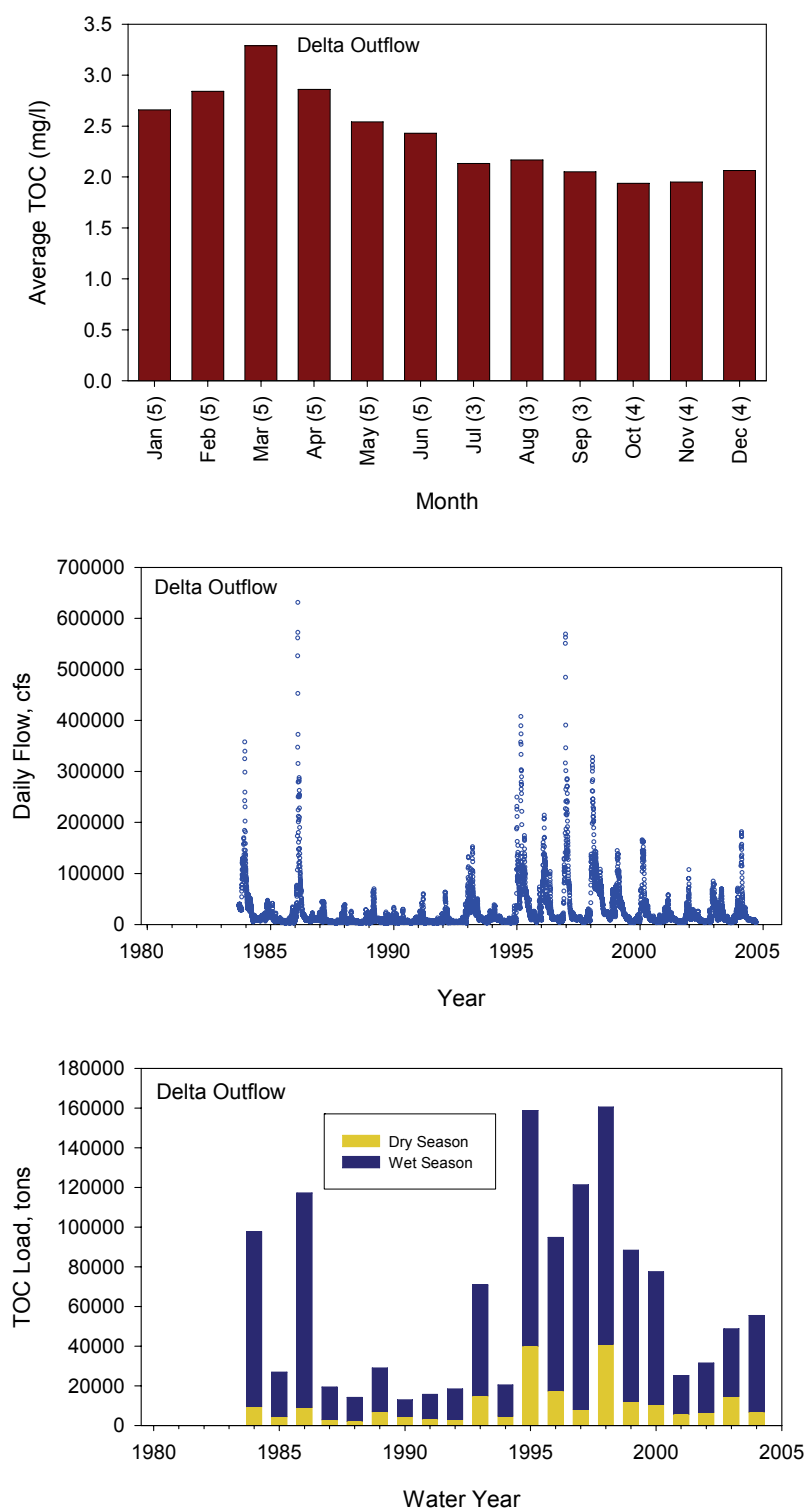 Delta Outflow
Average TOC (mg/l)
3.5
3.0
2.5
2.0
1.5
1.0
0.5
0.0
Jan (5)
Feb (5)
Mar (5)
Apr (5)
May (5)
Jun (5)
Jul (3)
Aug (3)
Sep (3)
Oct (4)
Nov (4)
Dec (4)
Month
Delta Outflow
Daily Flow, cfs
700000
600000
500000
400000
300000
200000
100000
0
1980 1985 1990 1995 2000 2005
Year
Delta Outflow
TOC Load, tons
180000
160000
140000
120000
100000
80000
60000
40000
20000
0
Dry Season
Wet Season
1980 1985 1990 1995 2000 2005
Water Year